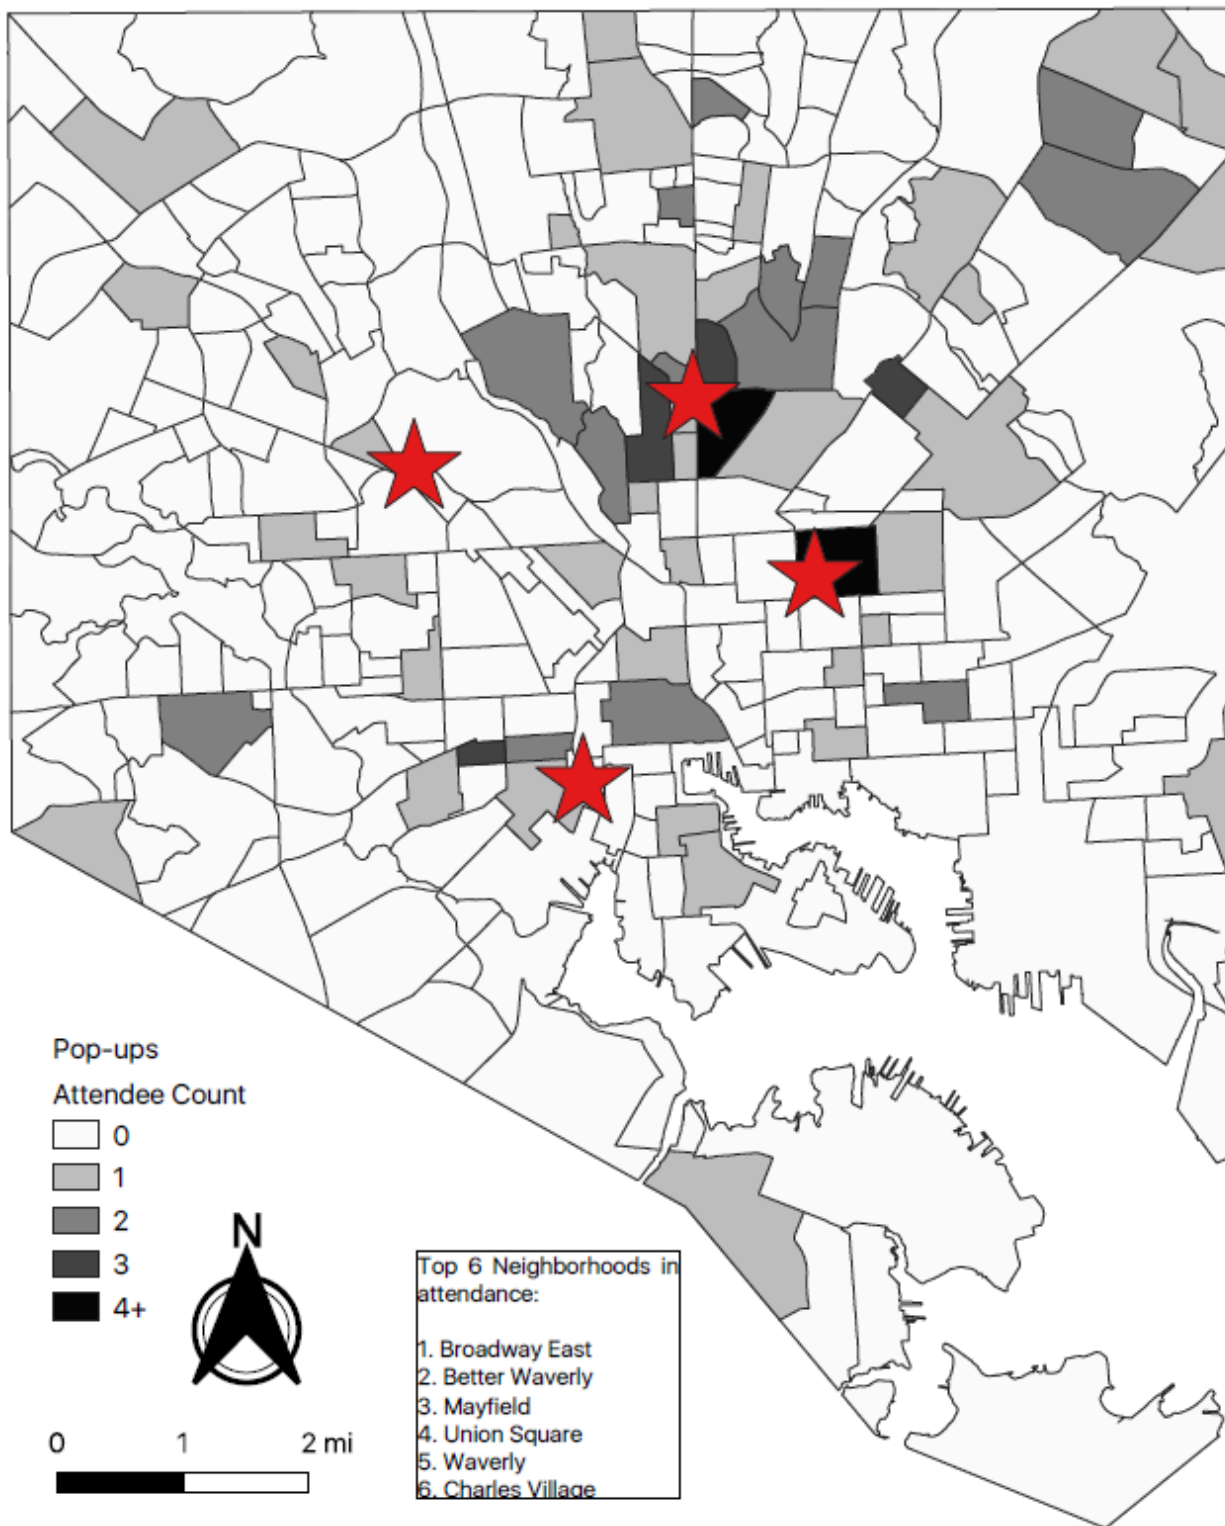 Pop-ups
Attendee Count
0
1
2
3
4+
N
0 1 2 mi
Top 6 Neighborhoods in
attendance:
1. Broadway East
2. Better Waverly
3. Mayfield
4. Union Square
5. Waverly
6. Charles Village